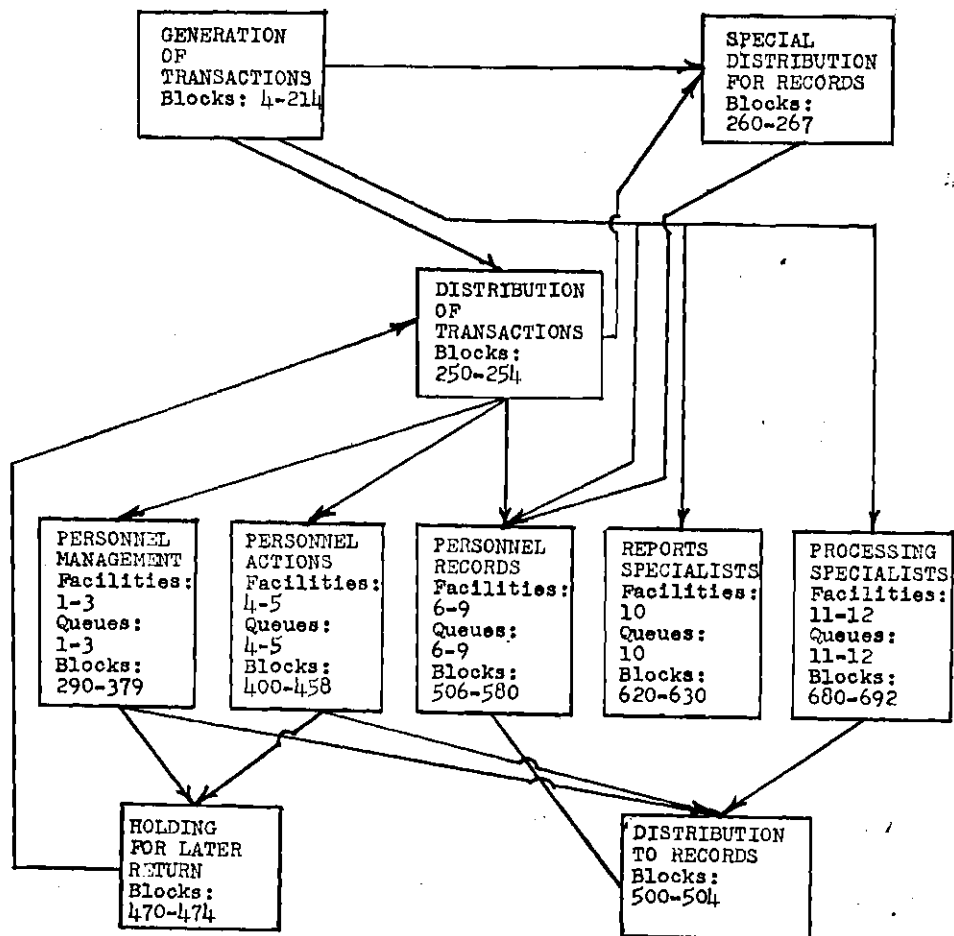 GENERATION
OF
TRANSACTIONS
Blocks: 4-214
SPECIAL
DISTRIBUTION
FOR RECORDS
Blocks:
260-267
DISTRIBUTION
OF
TRANSACTIONS
Blocks:
250-254
PERSONNEL
MANAGEMENT
Facilities:
1-3
Queues:
1-3
Blocks:
290-379
PERSONNEL
ACTIONS
Facilities:
4-5
Queues:
4-5
Blocks:
400-458
PERSONNEL
RECORDS
Facilities:
6-9
Queues:
6-9
Blocks:
506-580
REPORTS
SPECIALISTS
Facilities:
10
Queues:
10
Blocks:
620-630
PROCESSING
SPECIALISTS
Facilities:
11-12
Queues:
11-12
Blocks:
680-692
HOLDING
FOR LATER
RETURN
Blocks:
470-474
DISTRIBUTION
TO RECORDS
Blocks:
500-504